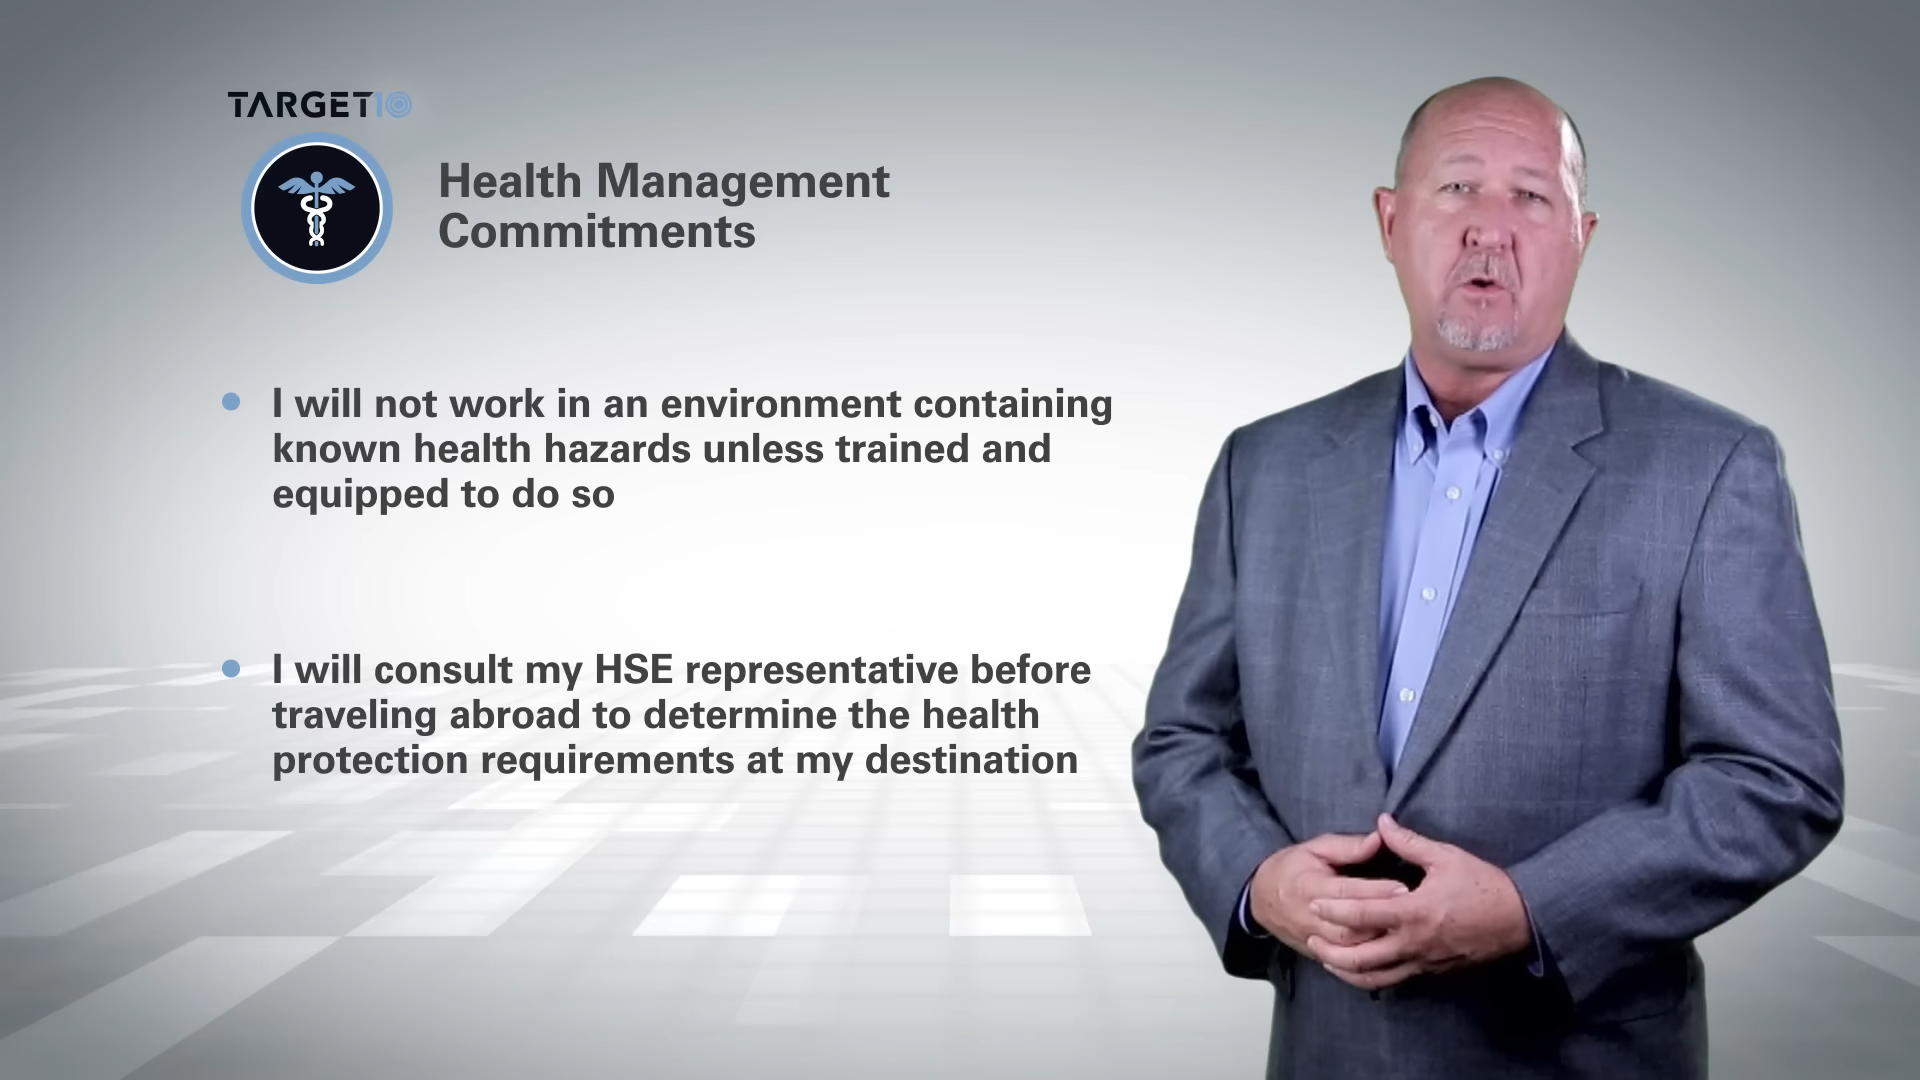 TARGET10
Health Management
Commitments
I will not work in an environment containing
known health hazards unless trained and
equipped to do so
I will consult my HSE representative before
traveling abroad to determine the health
protection requirements at my destination